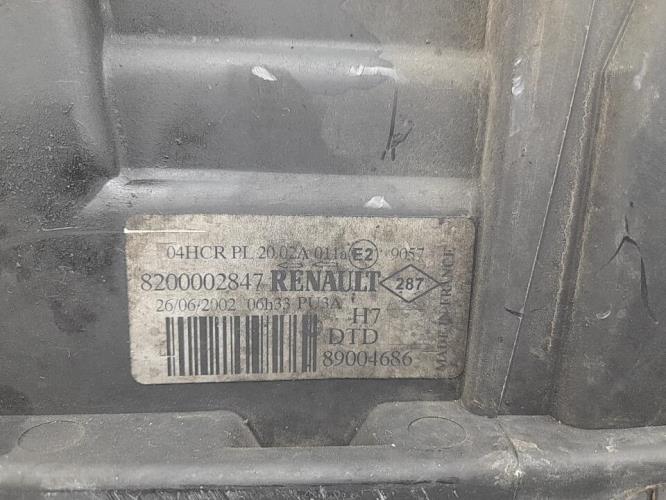 04HCR PL 20.02A 011a E2 9057
8200002847 RENAULT 287
26/06/2002 06h33 PU3A
H7
DTD
89004686
MADE IN FRANCE